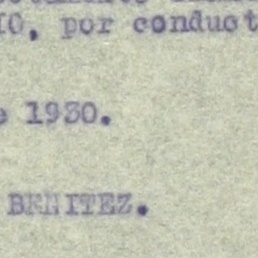 IO, por conduct
e 1930.
BENITEZ.